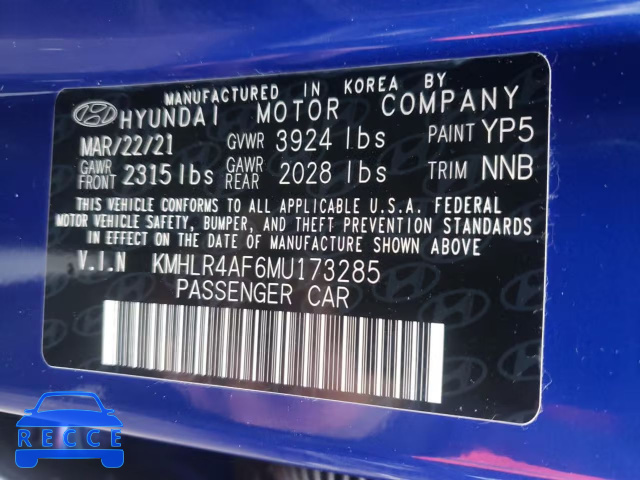 MANUFACTURED IN KOREA BY
HYUNDAI MOTOR COMPANY
MAR/22/21 GVWR 3924 lbs PAINT YP5
GAWR FRONT 2315 lbs GAWR REAR 2028 lbs TRIM NNB
THIS VEHICLE CONFORMS TO ALL APPLICABLE U.S.A. FEDERAL
MOTOR VEHICLE SAFETY, BUMPER, AND THEFT PREVENTION STANDARDS
IN EFFECT ON THE DATE OF MANUFACTURE SHOWN ABOVE.
V.I.N KMHLR4AF6MU173285
PASSENGER CAR
RECCE